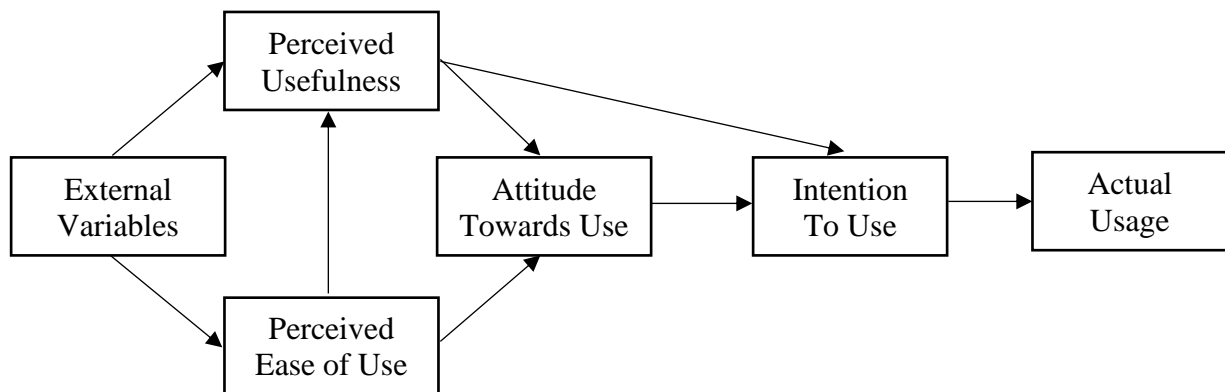 Perceived
Usefulness
External
Variables
Attitude
Towards Use
Intention
To Use
Actual
Usage
Perceived
Ease of Use